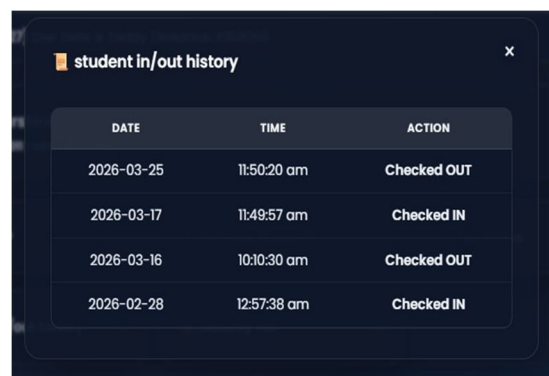 student in/out history
×
DATE TIME ACTION
2026-03-25 11:50:20 am Checked OUT
2026-03-17 11:49:57 am Checked IN
2026-03-16 10:10:30 am Checked OUT
2026-02-28 12:57:38 am Checked IN